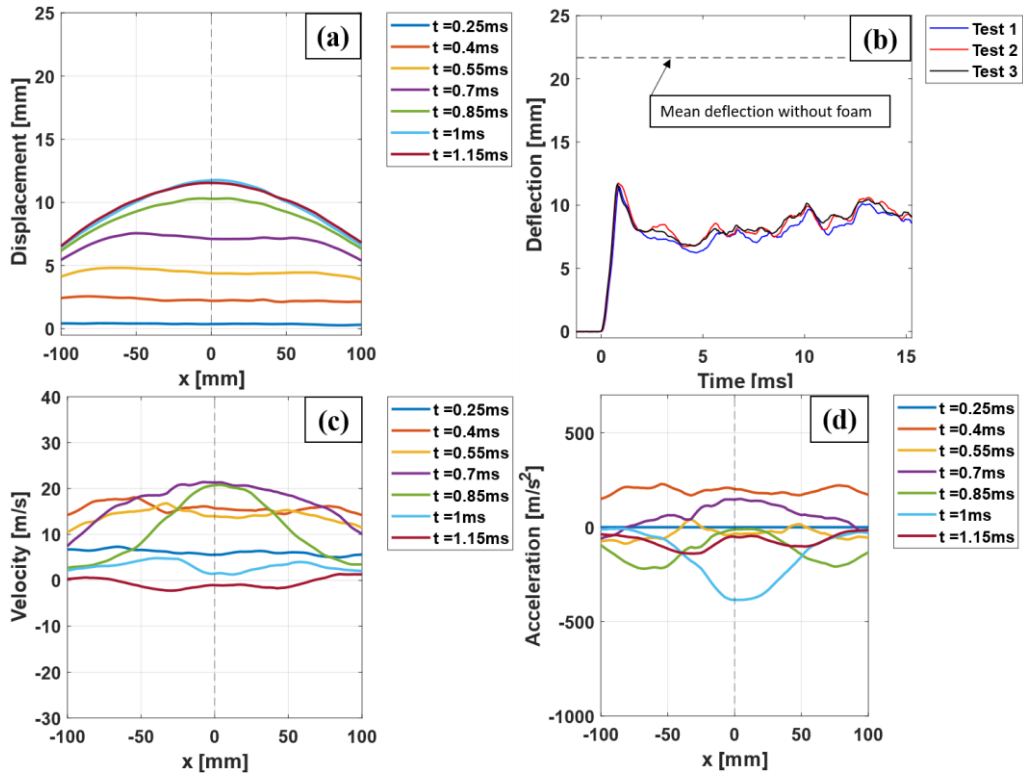 (a)
25
20
15
10
5
0
Displacement [mm]
-100 -50 0 50 100
x [mm]
t =0.25ms
t =0.4ms
t =0.55ms
t =0.7ms
t =0.85ms
t =1ms
t =1.15ms
(b)
25
20
15
10
5
0
Deflection [mm]
Mean deflection without foam
0 5 10 15
Time [ms]
Test 1
Test 2
Test 3
(c)
40
30
20
10
0
-10
-20
-30
Velocity [m/s]
-100 -50 0 50 100
x [mm]
t =0.25ms
t =0.4ms
t =0.55ms
t =0.7ms
t =0.85ms
t =1ms
t =1.15ms
(d)
500
0
-500
-1000
Acceleration [m/s²]
-100 -50 0 50 100
x [mm]
t =0.25ms
t =0.4ms
t =0.55ms
t =0.7ms
t =0.85ms
t =1ms
t =1.15ms